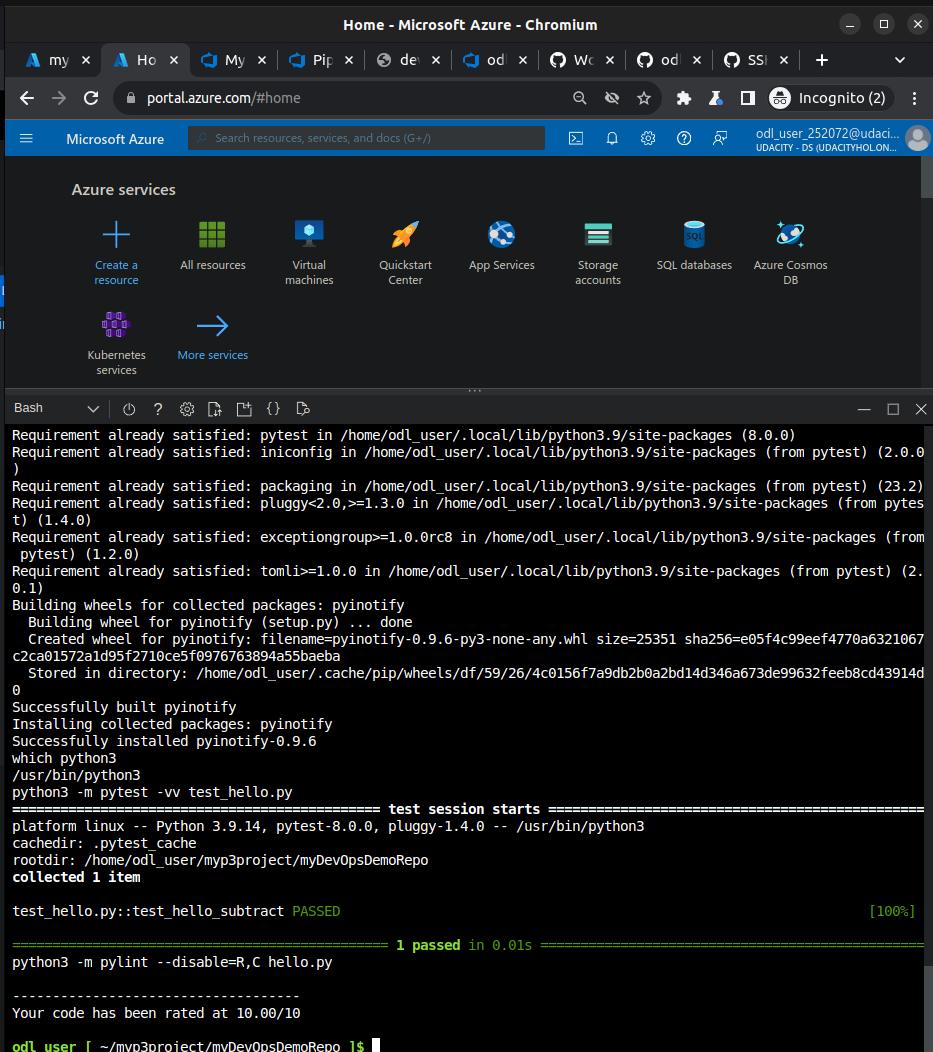 Home - Microsoft Azure - Chromium
my
Ho
My
Pip
de
odl
Wo
odl
SSH
portal.azure.com/#home
Incognito (2)
Microsoft Azure
Search resources, services, and docs (G+/)
odl_user_252072@udaci...
UDACITY - DS (UDACITYHOL.ON...
Azure services
Create a
resource
All resources
Virtual
machines
Quickstart
Center
App Services
Storage
accounts
SQL
SQL databases
Azure Cosmos
DB
Kubernetes
services
More services
Bash
Requirement already satisfied: pytest in /home/odl_user/.local/lib/python3.9/site-packages (8.0.0)
Requirement already satisfied: iniconfig in /home/odl_user/.local/lib/python3.9/site-packages (from pytest) (2.0.0
)
Requirement already satisfied: packaging in /home/odl_user/.local/lib/python3.9/site-packages (from pytest) (23.2)
Requirement already satisfied: pluggy<2.0,>=1.3.0 in /home/odl_user/.local/lib/python3.9/site-packages (from pytes
t) (1.4.0)
Requirement already satisfied: exceptiongroup>=1.0.0rc8 in /home/odl_user/.local/lib/python3.9/site-packages (from
 pytest) (1.2.0)
Requirement already satisfied: tomli>=1.0.0 in /home/odl_user/.local/lib/python3.9/site-packages (from pytest) (2.
0.1)
Building wheels for collected packages: pyinotify
  Building wheel for pyinotify (setup.py) ... done
  Created wheel for pyinotify: filename=pyinotify-0.9.6-py3-none-any.whl size=25351 sha256=e05f4c99eef4770a6321067
c2ca01572a1d95f2710ce5f0976763894a55baeba
  Stored in directory: /home/odl_user/.cache/pip/wheels/df/59/26/4c0156f7a9db2b0a2bd14d346a673de99632feeb8cd43914d
0
Successfully built pyinotify
Installing collected packages: pyinotify
Successfully installed pyinotify-0.9.6
which python3
/usr/bin/python3
python3 -m pytest -vv test_hello.py
============================================== test session starts ===============================================
platform linux -- Python 3.9.14, pytest-8.0.0, pluggy-1.4.0 -- /usr/bin/python3
cachedir: .pytest_cache
rootdir: /home/odl_user/myp3project/myDevOpsDemoRepo
collected 1 item
test_hello.py::test_hello_subtract PASSED [100%]
=============================================== 1 passed in 0.01s ================================================
python3 -m pylint --disable=R,C hello.py
------------------------------------
Your code has been rated at 10.00/10
odl_user [ ~/myp3project/myDevOpsDemoRepo ]$